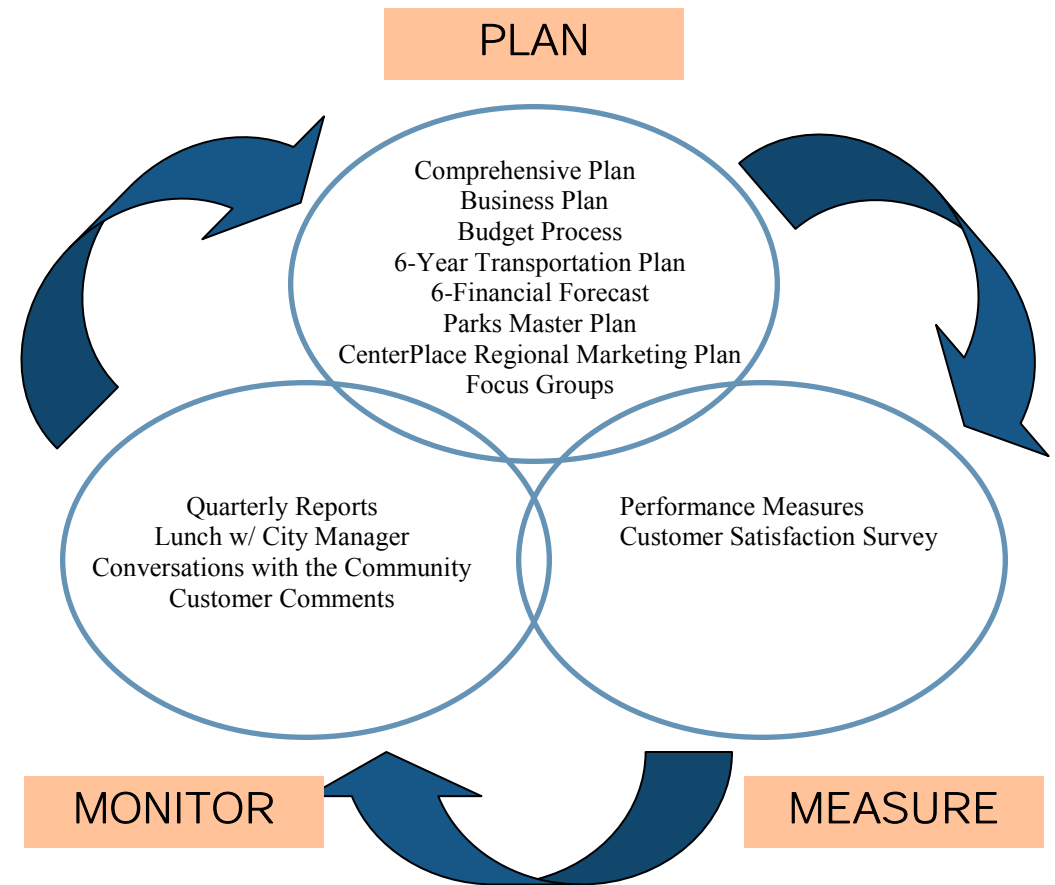 PLAN
Comprehensive Plan
Business Plan
Budget Process
6-Year Transportation Plan
6-Financial Forecast
Parks Master Plan
CenterPlace Regional Marketing Plan
Focus Groups
Quarterly Reports
Lunch w/ City Manager
Conversations with the Community
Customer Comments
Performance Measures
Customer Satisfaction Survey
MONITOR
MEASURE